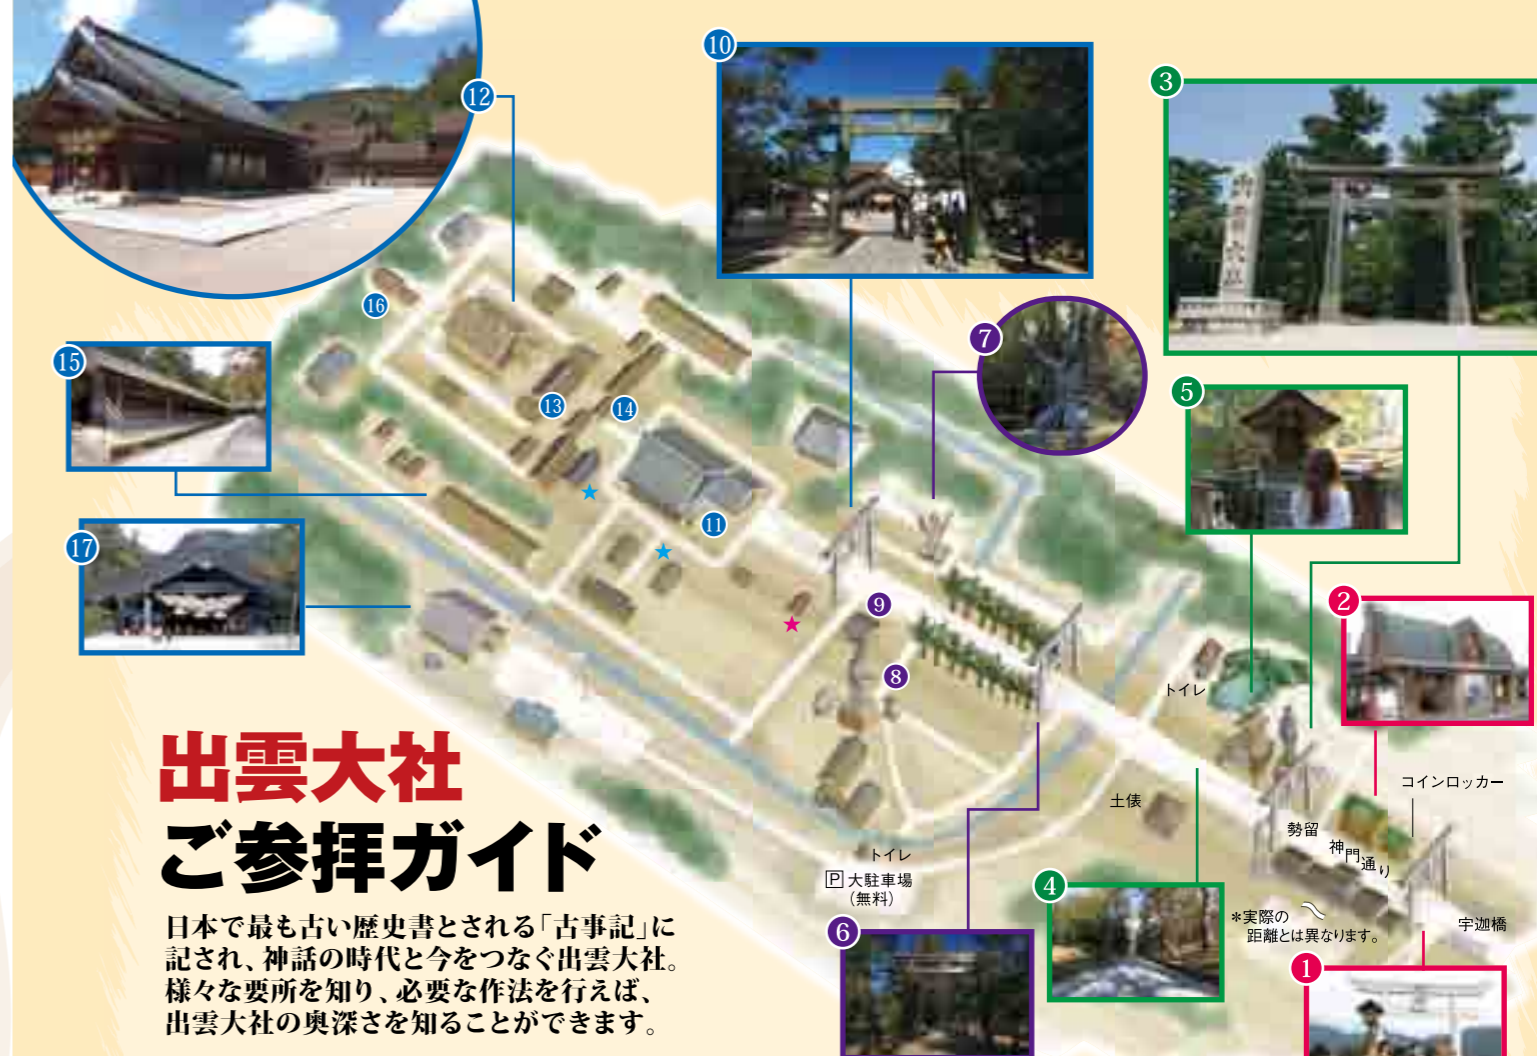 ⑫
⑩
③
⑦
⑯
⑮
⑤
⑬
⑭
★
⑪
⑰
★
②
⑨
★
⑧
トイレ
コインロッカー
土俵
勢留
神門通り
トイレ
P 大駐車場
（無料）
④
＊実際の
距離とは異なります。
宇迦橋
⑥
①
出雲大社
ご参拝ガイド
日本で最も古い歴史書とされる「古事記」に
記され、神話の時代と今をつなぐ出雲大社。
様々な要所を知り、必要な作法を行えば、
出雲大社の奥深さを知ることができます。